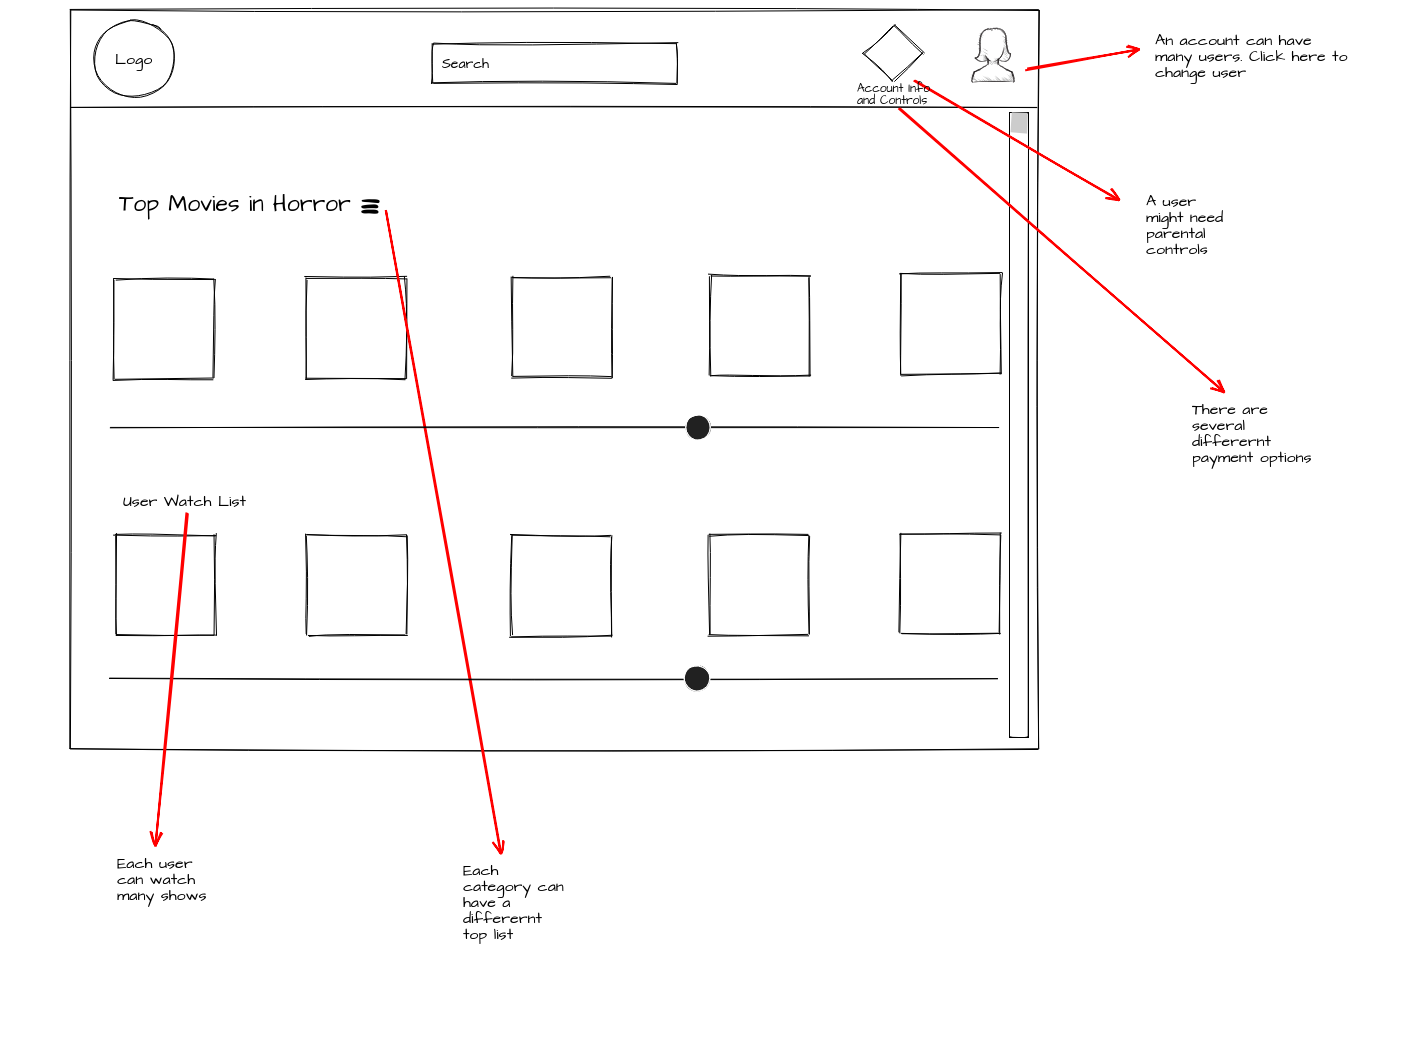 Logo
Search
Account Info
and Controls
An account can have
many users. Click here to
change user
Top Movies in Horror
A user
might need
parental
controls
There are
several
differernt
payment options
User Watch List
Each user
can watch
many shows
Each
category can
have a
differernt
top list